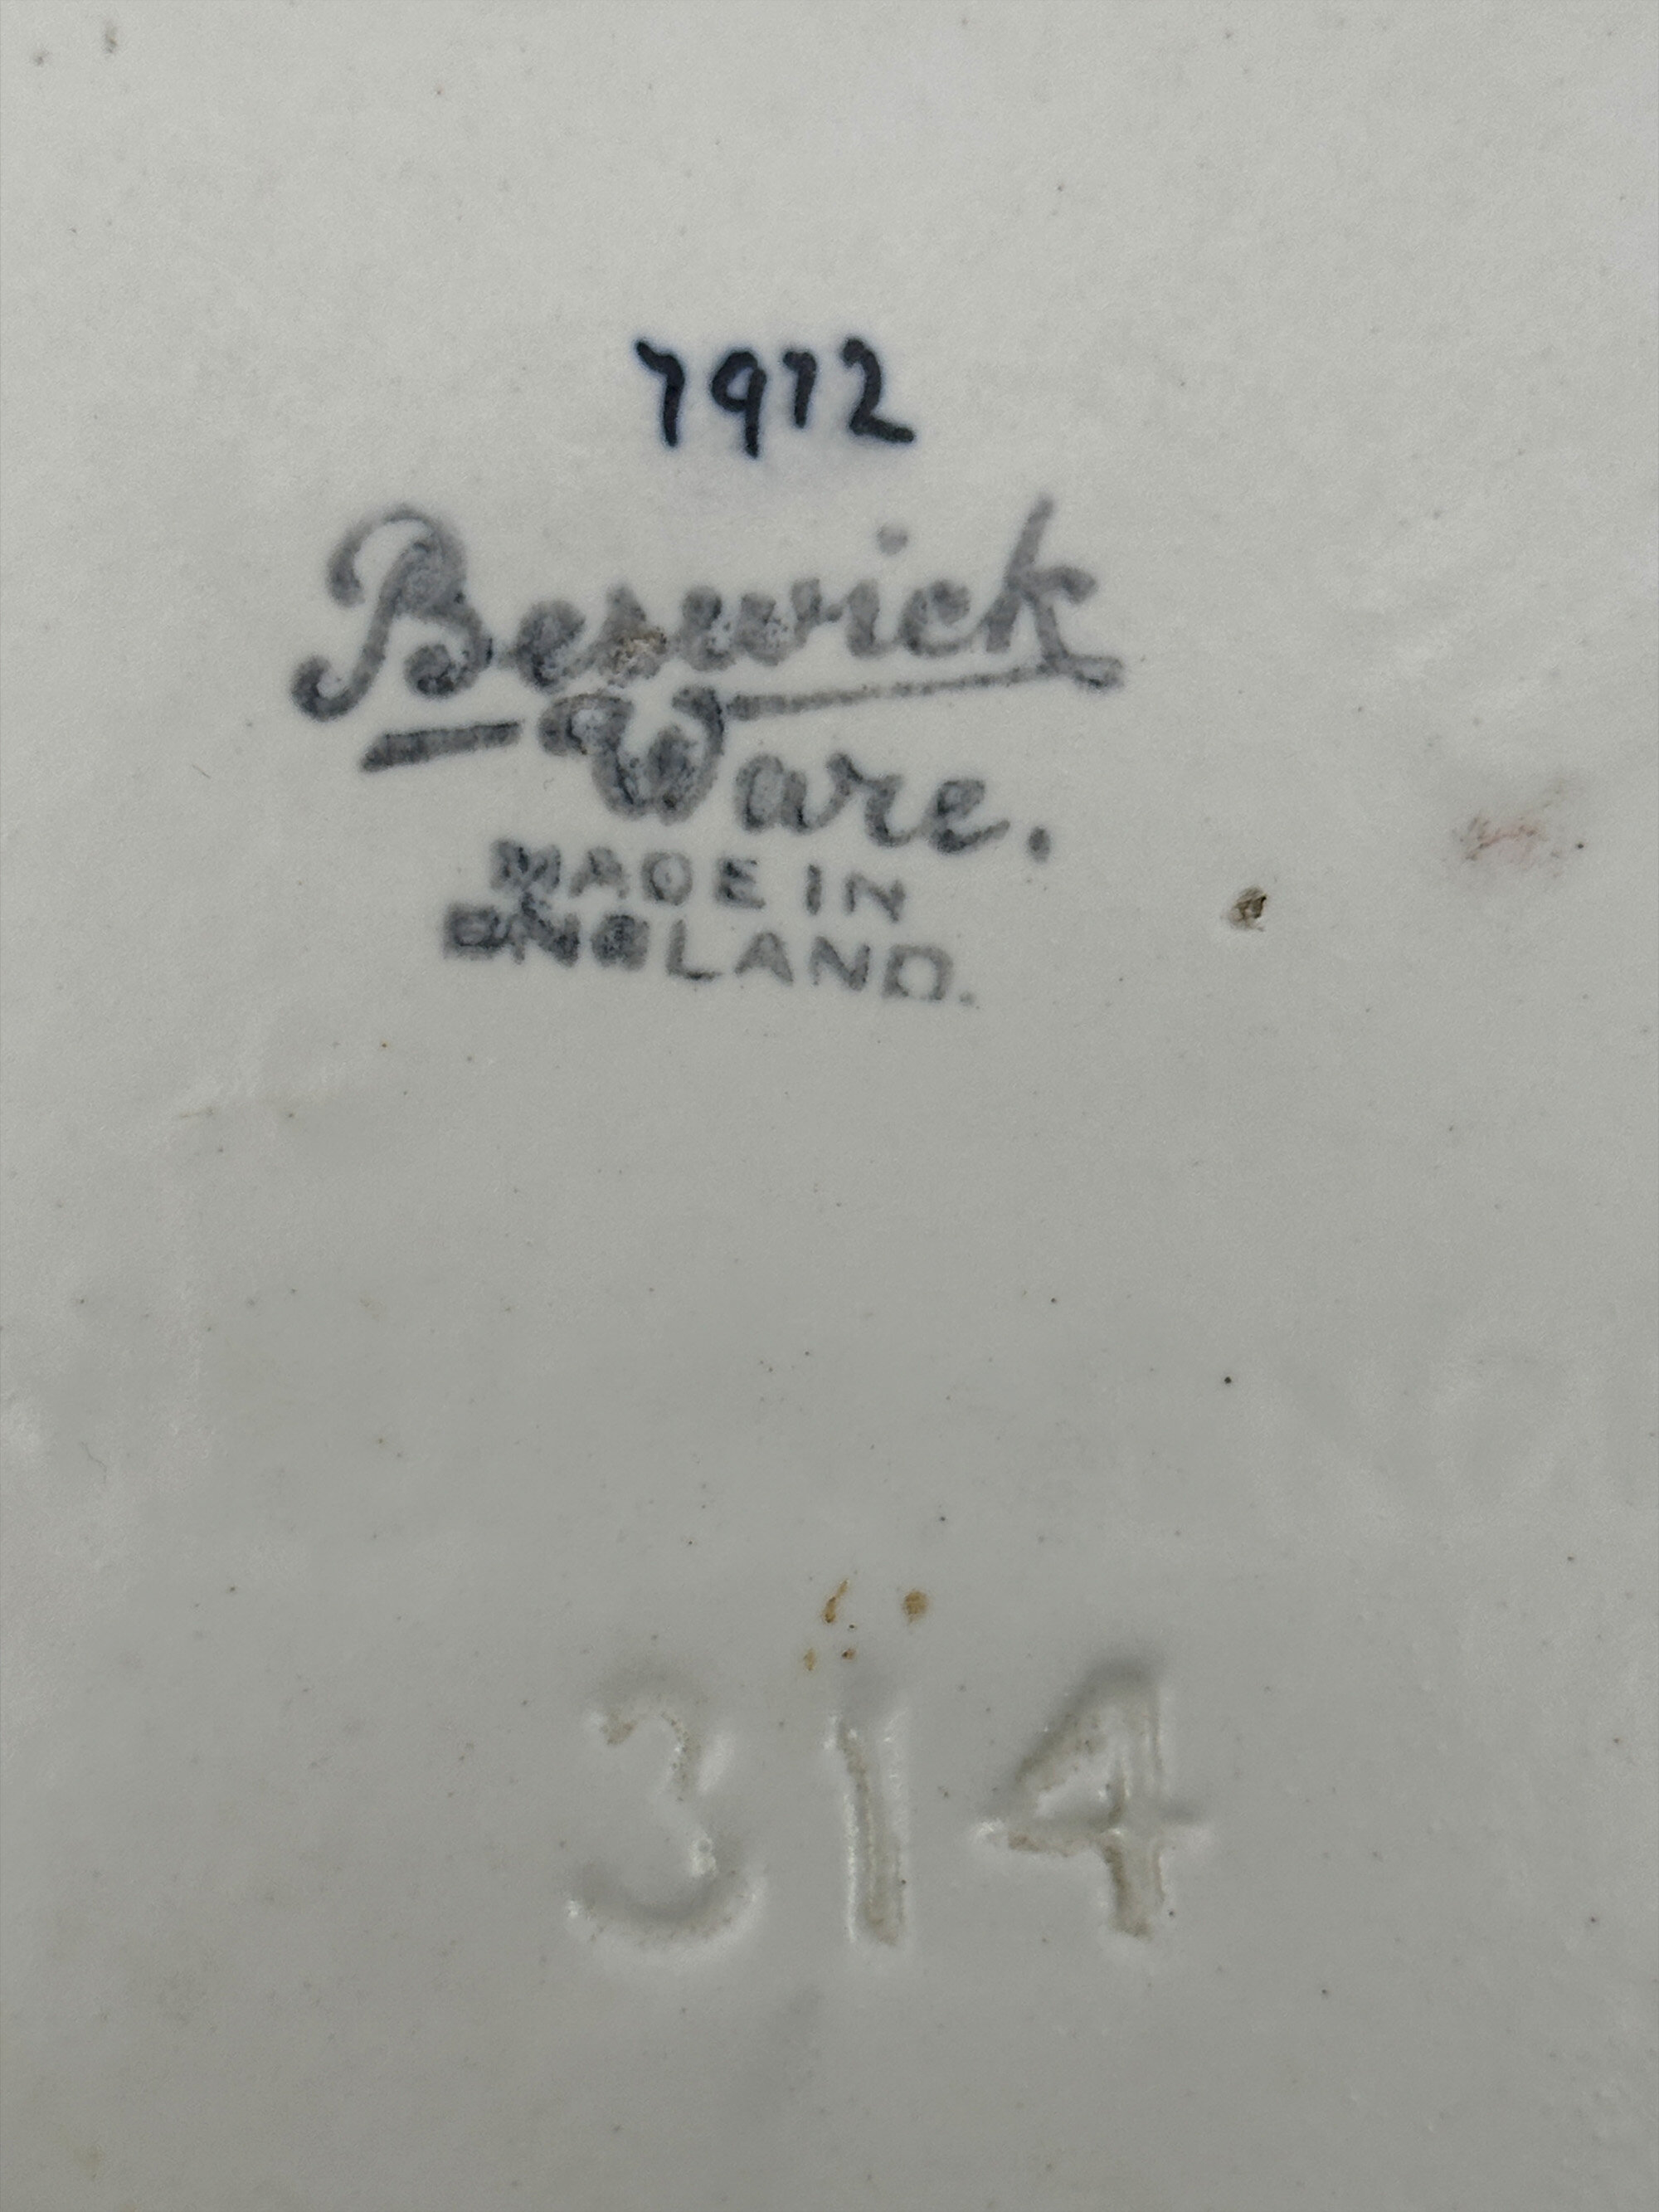 7972
Beswick
Ware.
MADE IN
ENGLAND.
314